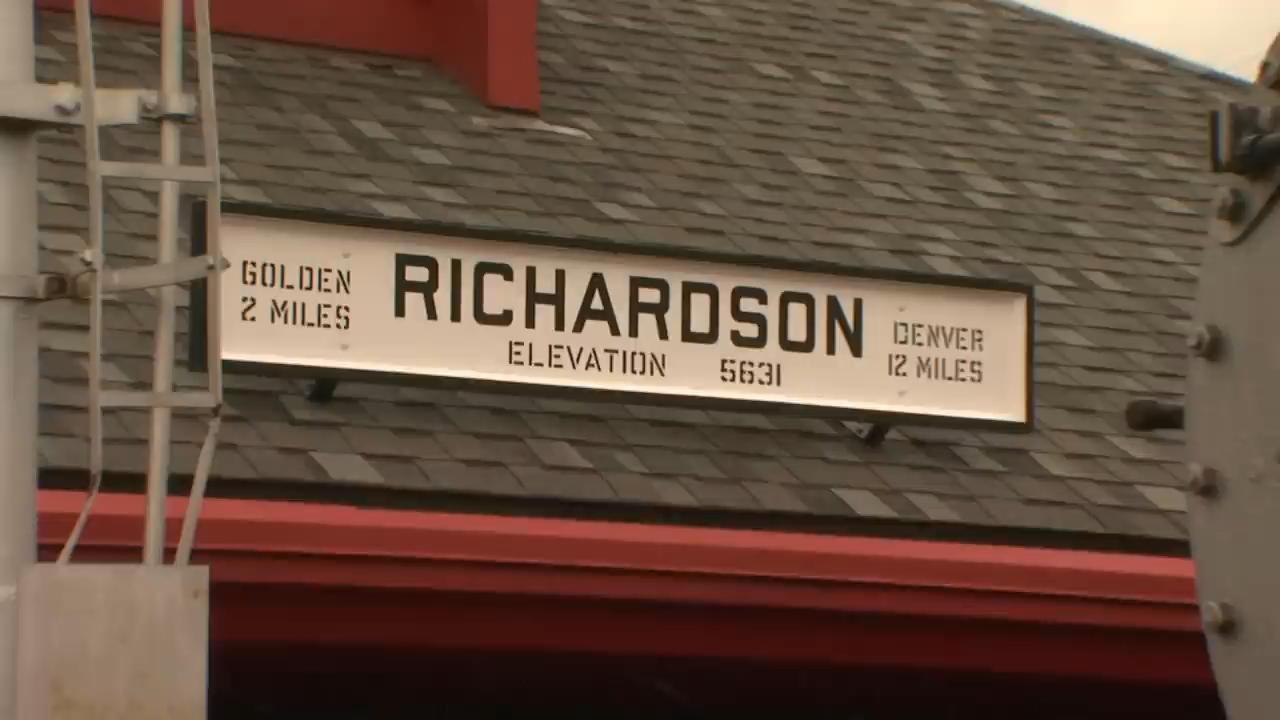 GOLDEN
2 MILES
RICHARDSON
ELEVATION 5631
DENVER
12 MILES